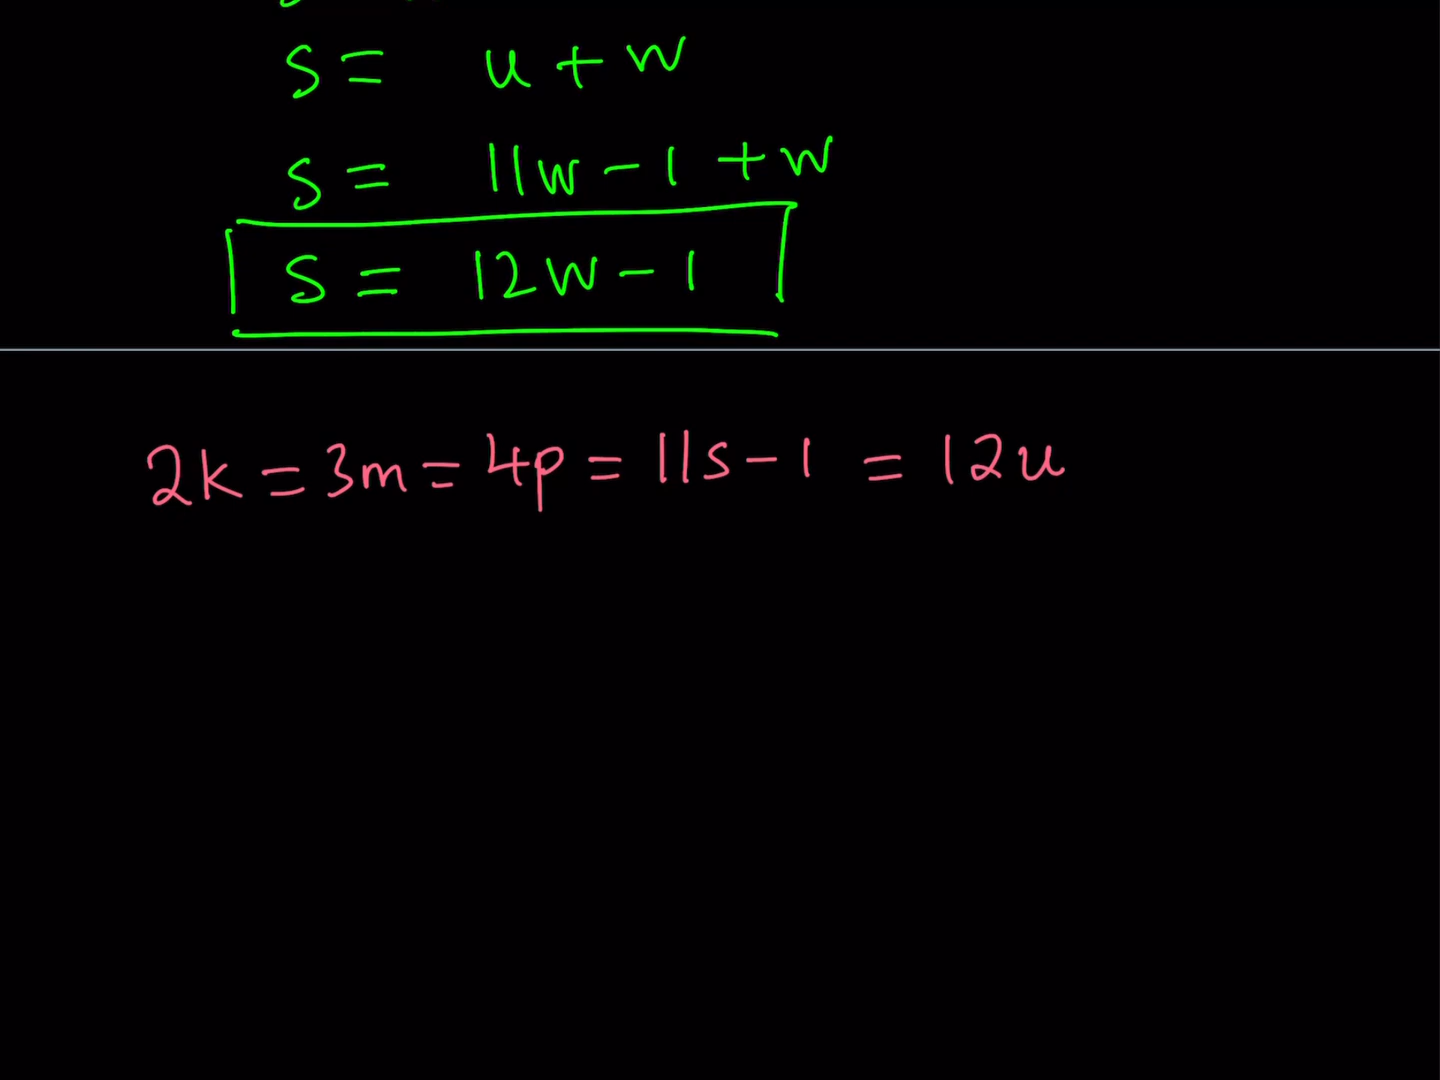 s = u + w
s = 11w - 1 + w
s = 12w - 1
2k = 3m = 4p = 11s - 1 = 12u